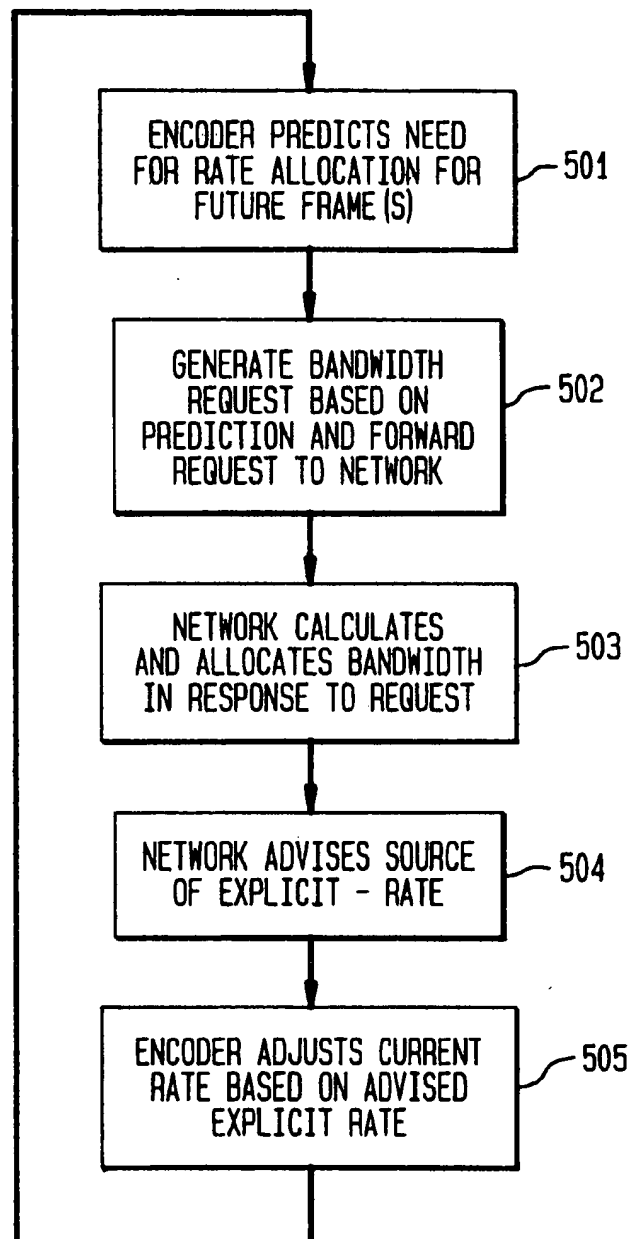 ENCODER PREDICTS NEED
FOR RATE ALLOCATION FOR
FUTURE FRAME(S)
501
GENERATE BANDWIDTH
REQUEST BASED ON
PREDICTION AND FORWARD
REQUEST TO NETWORK
502
NETWORK CALCULATES
AND ALLOCATES BANDWIDTH
IN RESPONSE TO REQUEST
503
NETWORK ADVISES SOURCE
OF EXPLICIT - RATE
504
ENCODER ADJUSTS CURRENT
RATE BASED ON ADVISED
EXPLICIT RATE
505